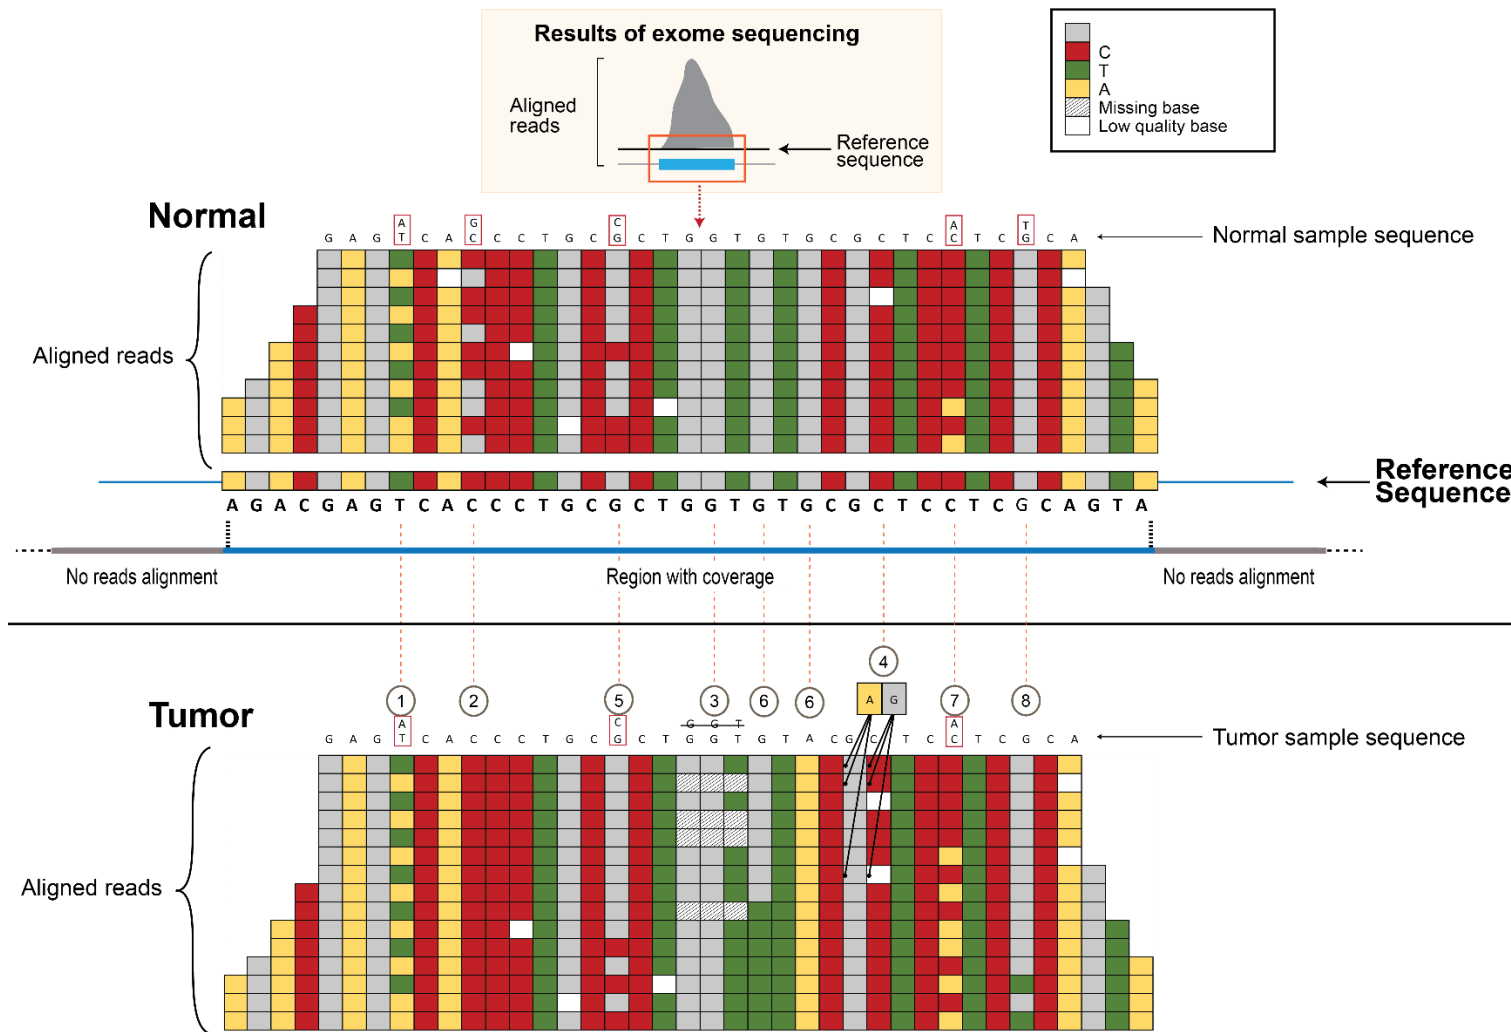 Results of exome sequencing
Aligned
reads
Reference
sequence
C
T
A
Missing base
Low quality base
Normal
A G C A T
G A G T C A C C C T G C G C T G G T G T G C G C T C C T C G C A
Normal sample sequence
Aligned reads
Reference
Sequence
A G A C G A G T C A C C C T G C G C T G G T G T G C G C T C C T C G C A G T A
No reads alignment
Region with coverage
No reads alignment
4
1 2 5 3 6 6 A G 7 8
Tumor
A C G G T A
G A G T C A C C C T G C G C T G G T G T A C G C T C C T C G C A
Tumor sample sequence
Aligned reads